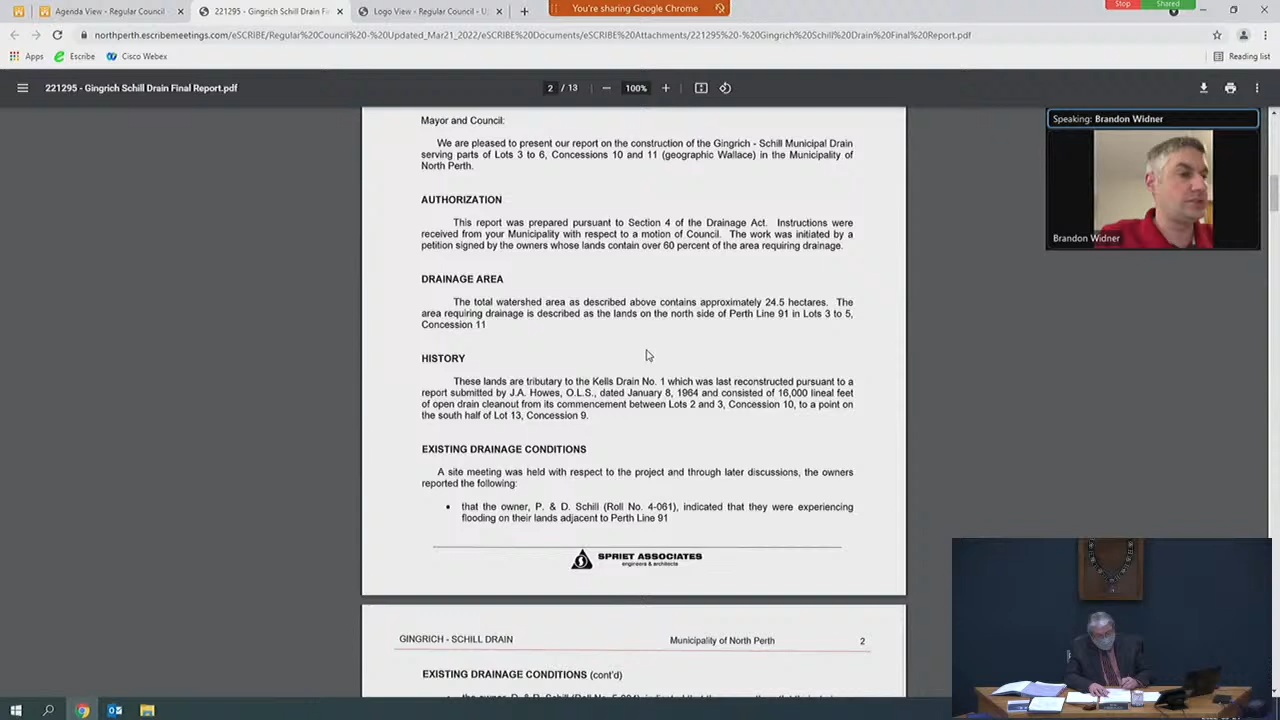 Agenda View - Regular Council
221295 - Gingrich Schill Drain Fi
Logo View - Regular Council - U
You're sharing Google Chrome
Stop
Shared
northperth.escribemeetings.com/eSCRIBE/Regular%20Council%20-%20Updated_Mar21_2022/eSCRIBE%20Documents/eSCRIBE%20Attachments/221295%20-%20Gingrich%20Schill%20Drain%20Final%20Report.pdf
Apps
Escribe
Cisco Webex
Reading list
221295 - Gingrich Schill Drain Final Report.pdf
2 / 13
100%
Mayor and Council:
We are pleased to present our report on the construction of the Gingrich - Schill Municipal Drain
serving parts of Lots 3 to 6, Concessions 10 and 11 (geographic Wallace) in the Municipality of
North Perth.
AUTHORIZATION
This report was prepared pursuant to Section 4 of the Drainage Act. Instructions were
received from your Municipality with respect to a motion of Council. The work was initiated by a
petition signed by the owners whose lands contain over 60 percent of the area requiring drainage.
DRAINAGE AREA
The total watershed area as described above contains approximately 24.5 hectares. The
area requiring drainage is described as the lands on the north side of Perth Line 91 in Lots 3 to 5,
Concession 11
HISTORY
These lands are tributary to the Kells Drain No. 1 which was last reconstructed pursuant to a
report submitted by J.A. Howes, O.L.S., dated January 8, 1964 and consisted of 16,000 lineal feet
of open drain cleanout from its commencement between Lots 2 and 3, Concession 10, to a point on
the south half of Lot 13, Concession 9.
EXISTING DRAINAGE CONDITIONS
A site meeting was held with respect to the project and through later discussions, the owners
reported the following:
• that the owner, P. & D. Schill (Roll No. 4-061), indicated that they were experiencing
flooding on their lands adjacent to Perth Line 91
SPRIET ASSOCIATES
engineers & architects
GINGRICH - SCHILL DRAIN
Municipality of North Perth
2
EXISTING DRAINAGE CONDITIONS (cont'd)
Speaking: Brandon Widner
Brandon Widner